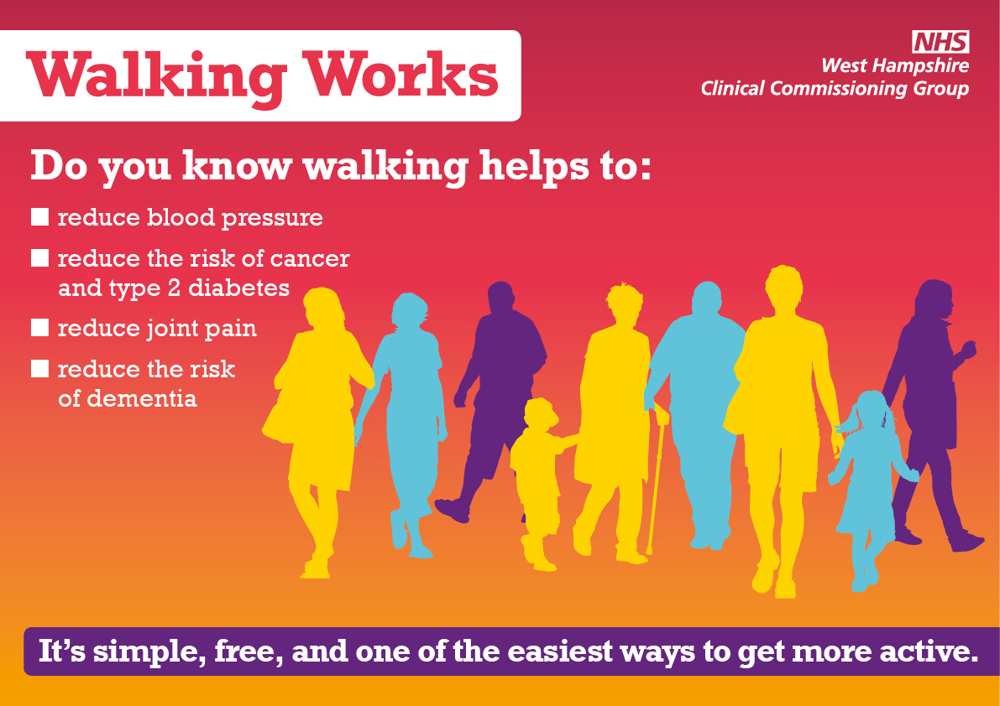 Walking Works
NHS
West Hampshire
Clinical Commissioning Group
Do you know walking helps to:
reduce blood pressure
reduce the risk of cancer
and type 2 diabetes
reduce joint pain
reduce the risk
of dementia
It's simple, free, and one of the easiest ways to get more active.